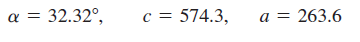 α = 32.32°, c = 574.3, a = 263.6